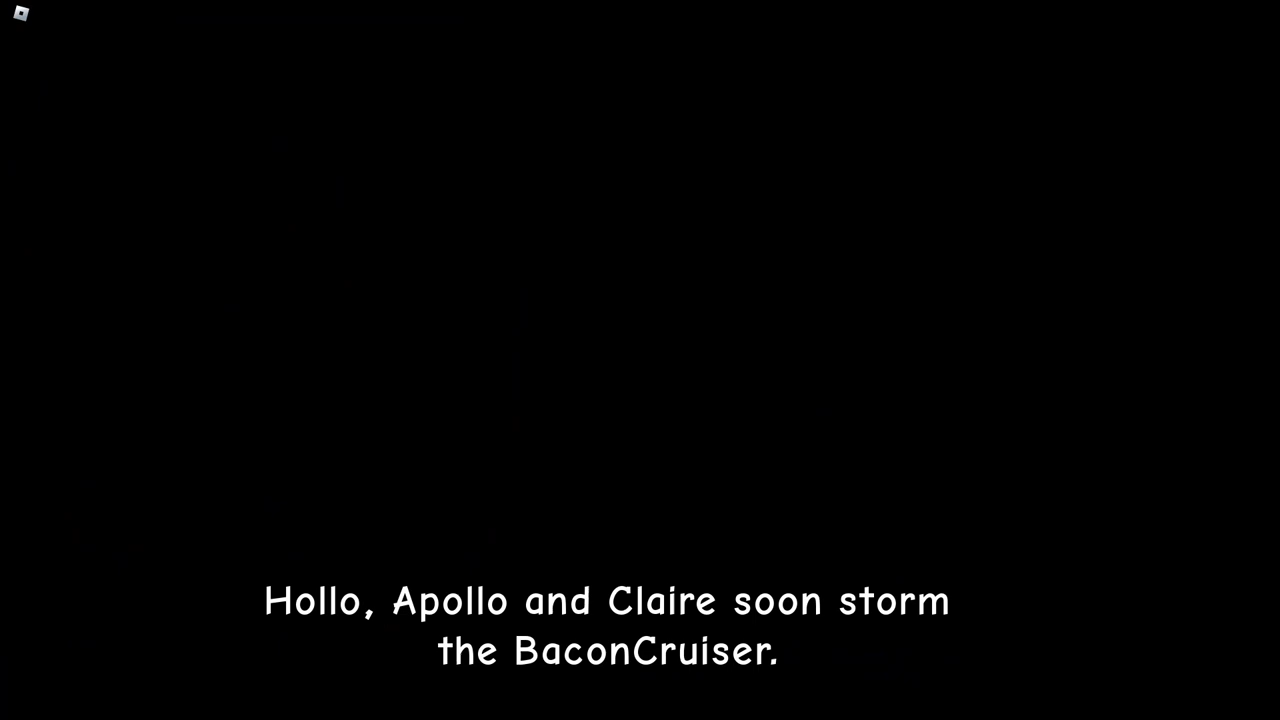 Hollo, Apollo and Claire soon storm
the BaconCruiser.